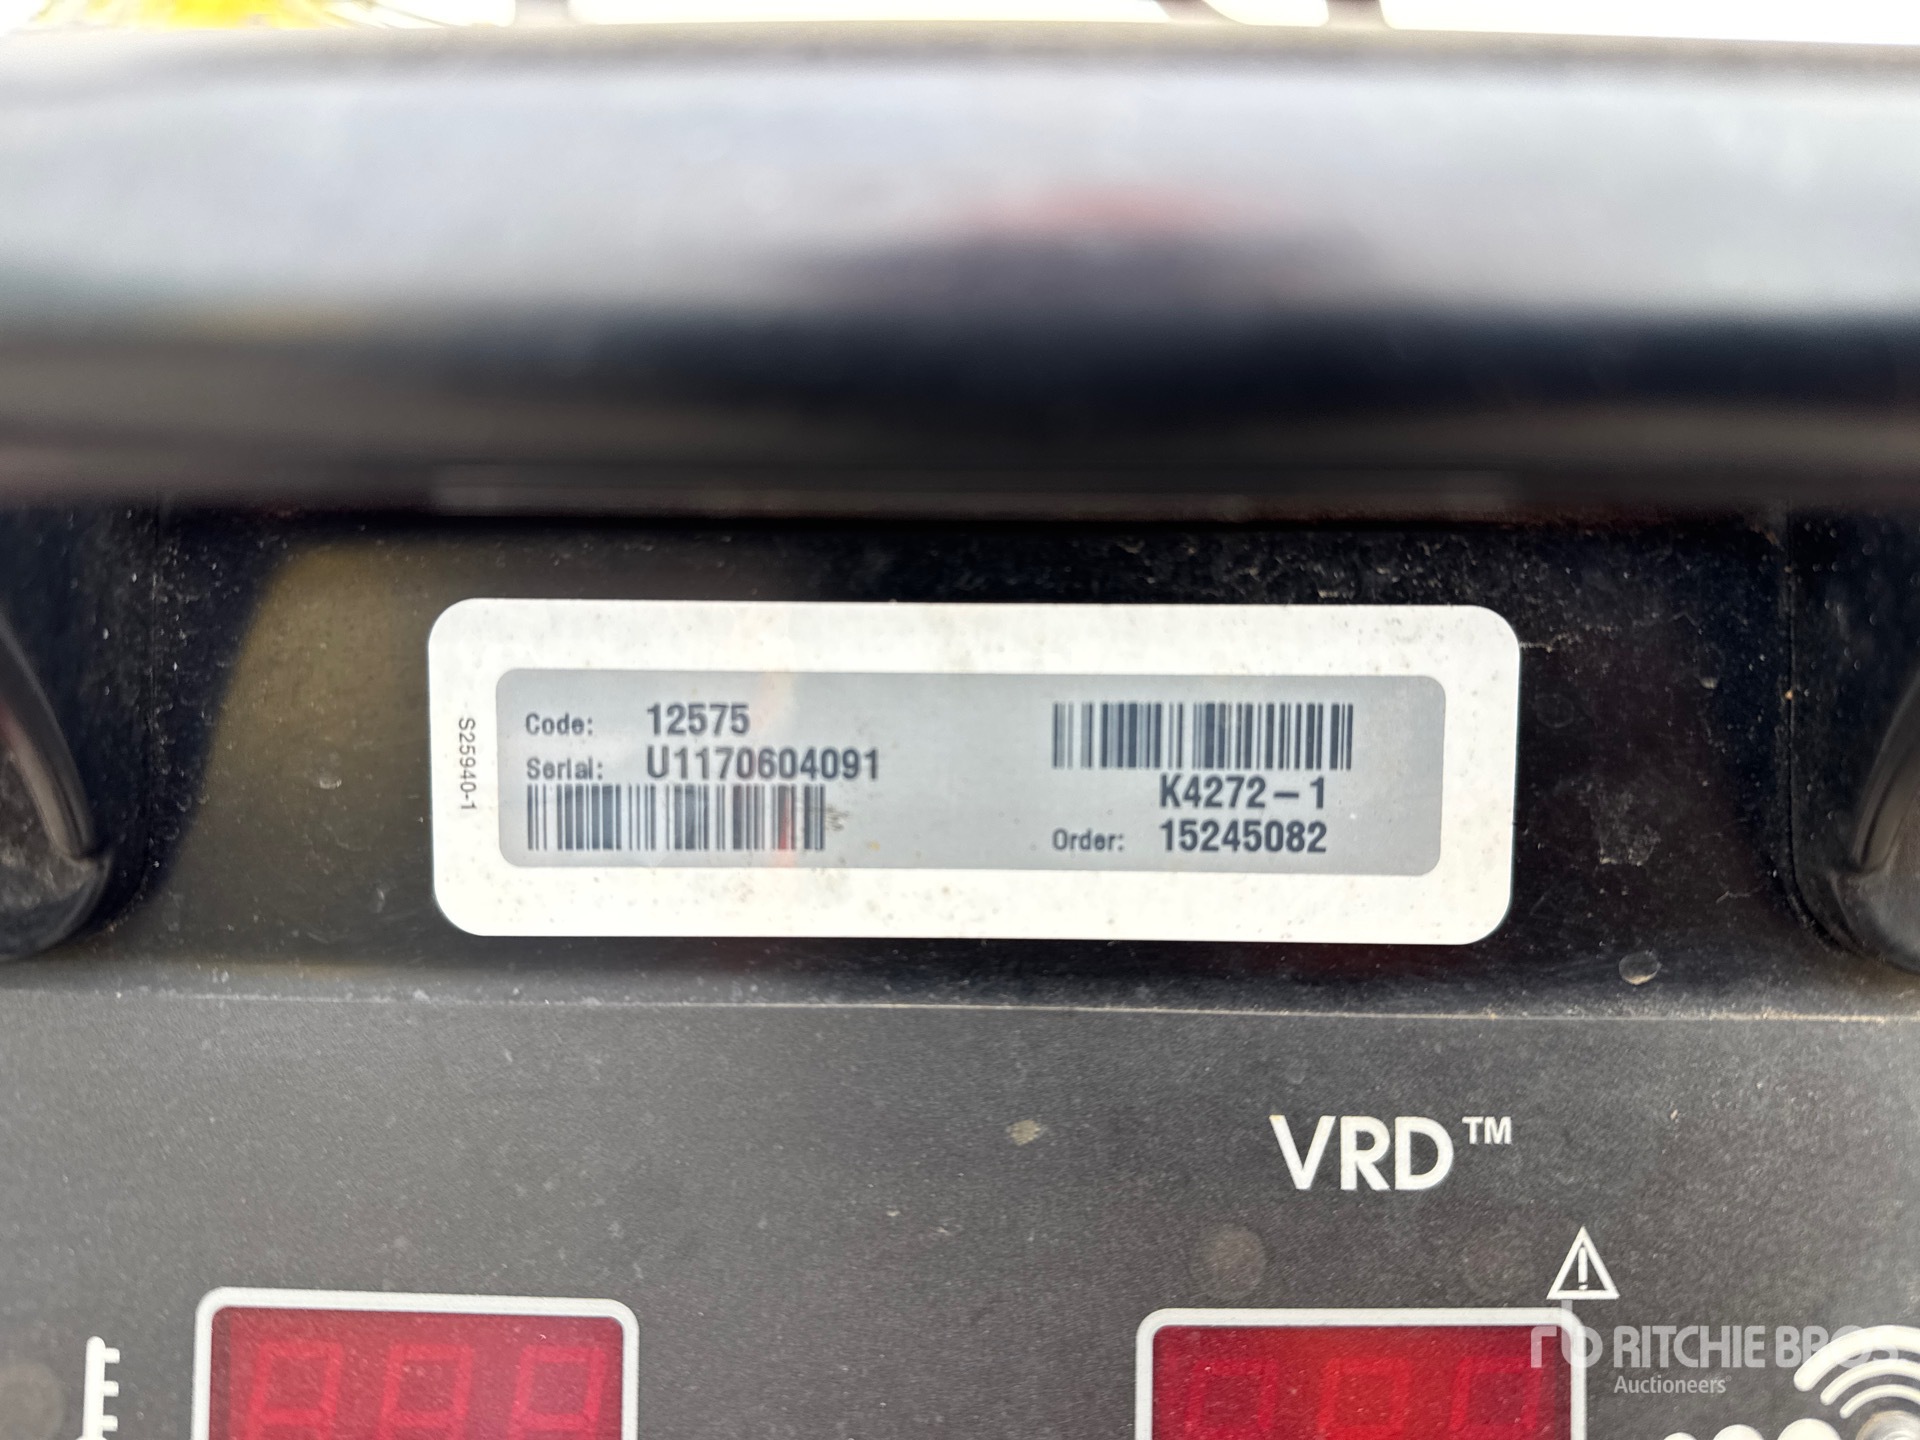 S25940-1
Code: 12575
Serial: U1170604091
K4272-1
Order: 15245082
VRD™
RITCHIE BROS
Auctioneers